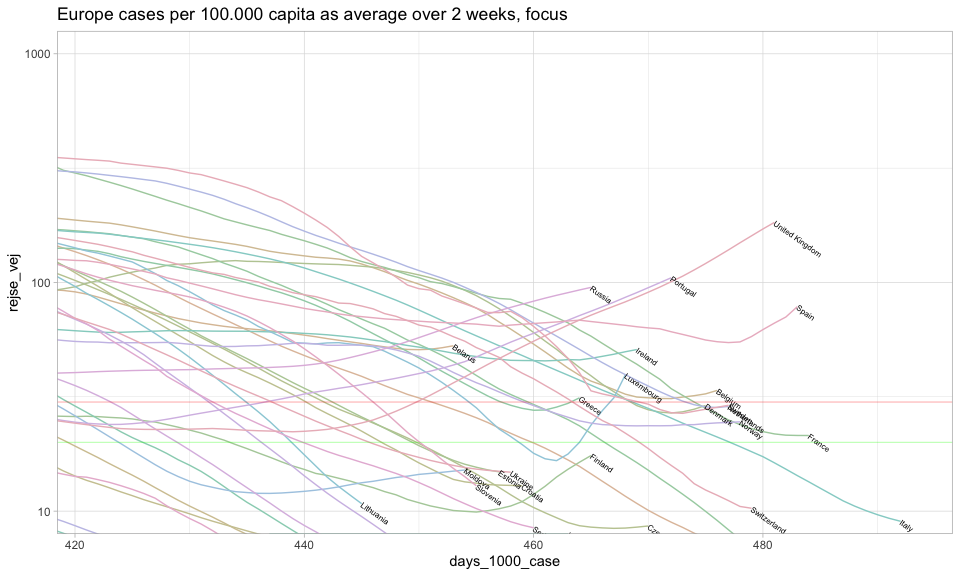 Europe cases per 100.000 capita as average over 2 weeks, focus
1000
100
10
rejse_vej
United Kingdom
Portugal
Russia
Spain
Belarus
Ireland
Luxembourg
Belgium
Greece
Denmark
Norway
France
Finland
Moldova
Ukraine
Estonia
Croatia
Slovenia
Lithuania
Switzerland
Italy
420
440
460
480
days_1000_case